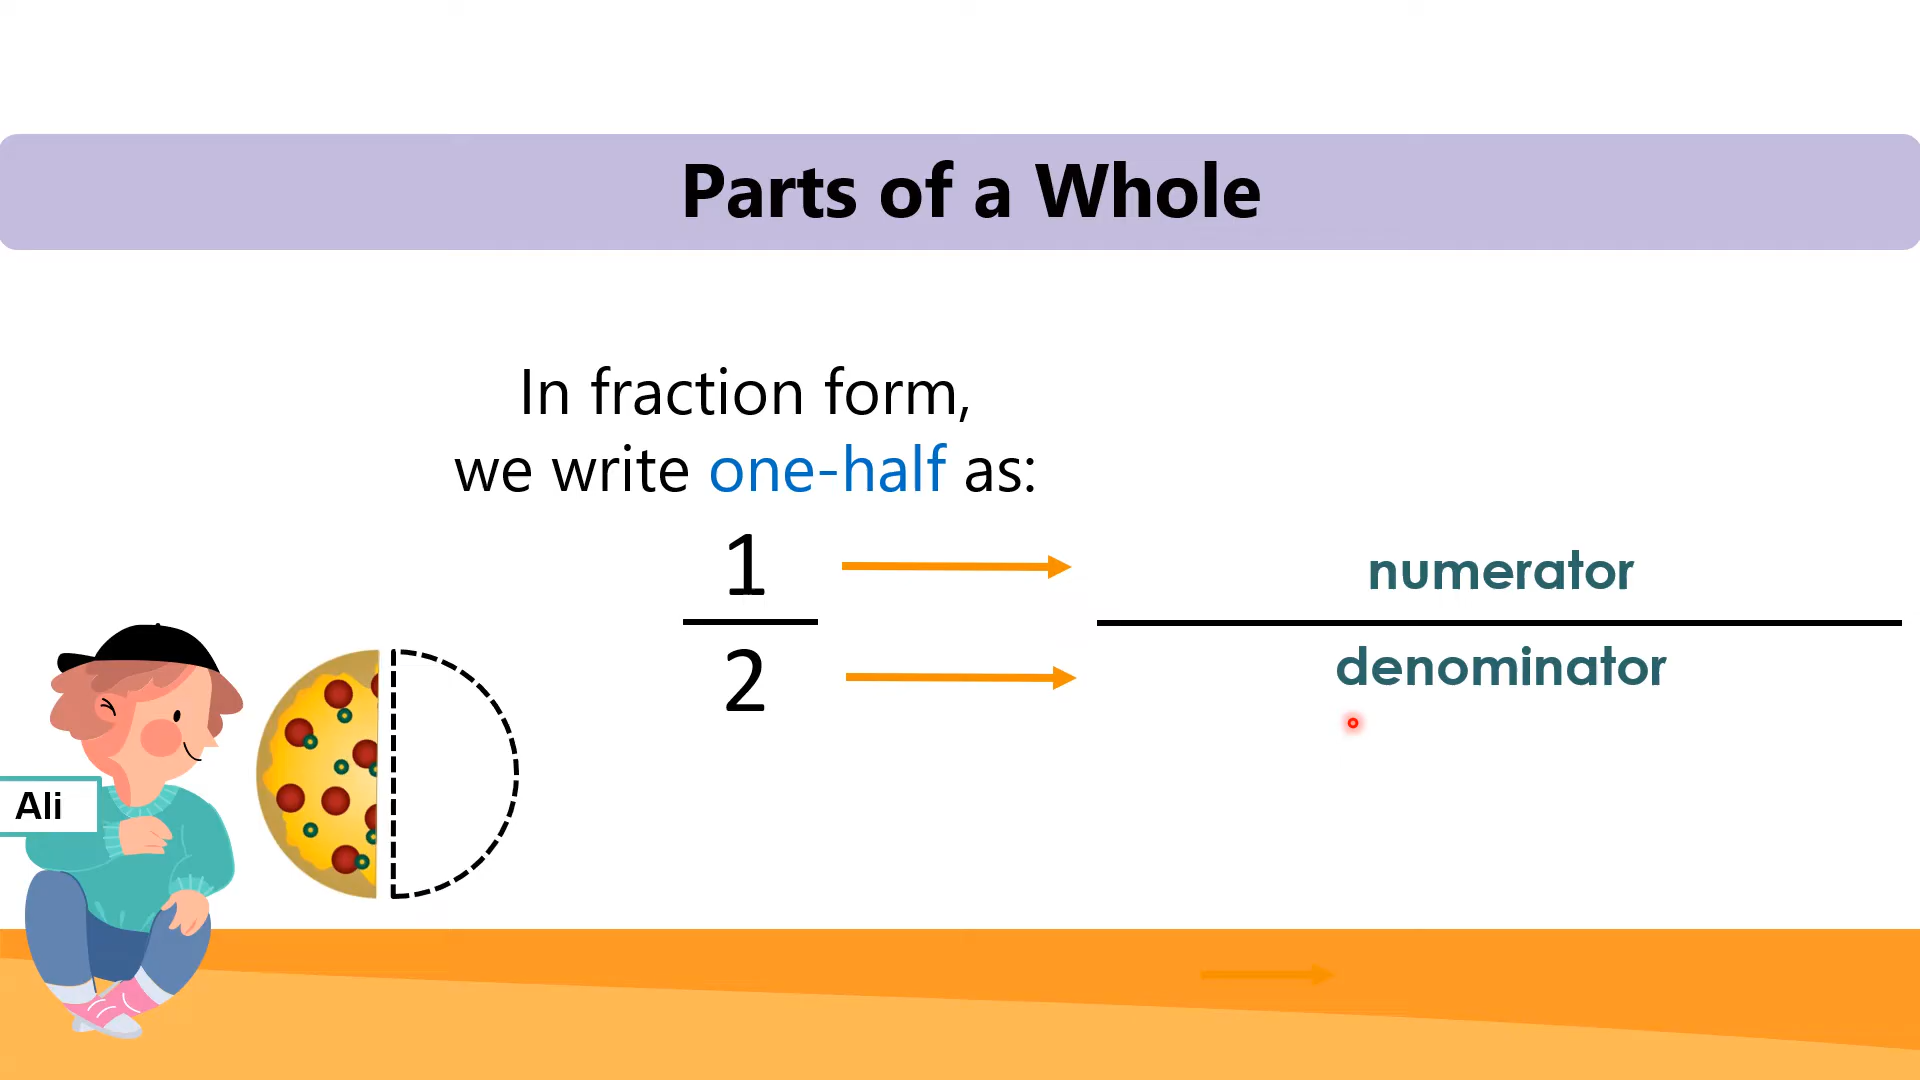 Parts of a Whole
In fraction form,
we write one-half as:
1
numerator
2
denominator
Ali